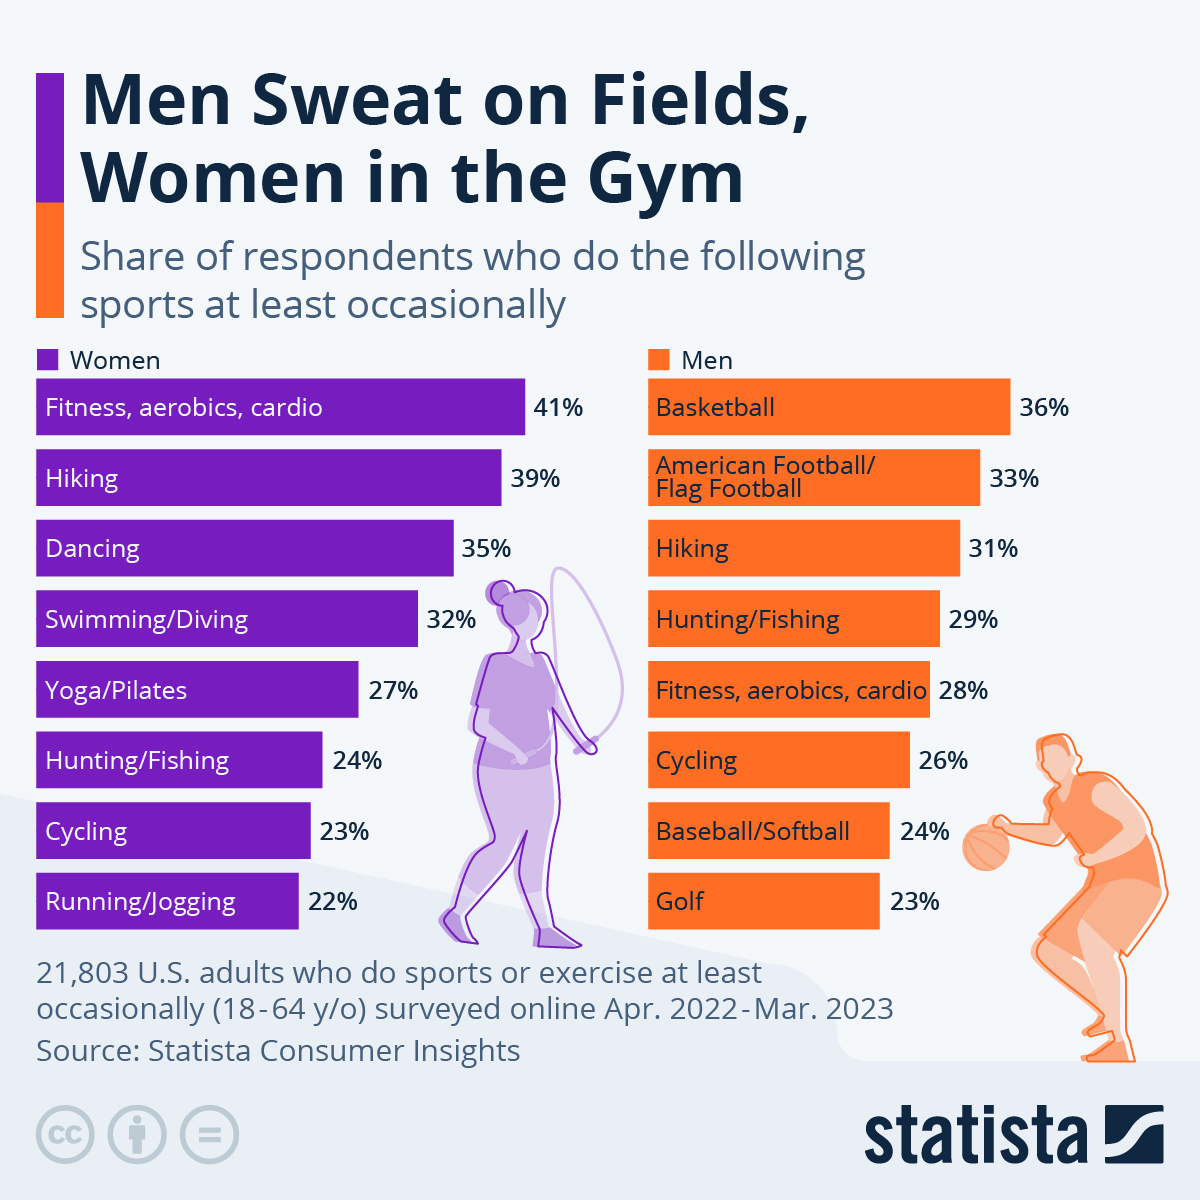 Men Sweat on Fields,
Women in the Gym
Share of respondents who do the following
sports at least occasionally
Women
Fitness, aerobics, cardio 41%
Hiking 39%
Dancing 35%
Swimming/Diving 32%
Yoga/Pilates 27%
Hunting/Fishing 24%
Cycling 23%
Running/Jogging 22%
Men
Basketball 36%
American Football/
Flag Football 33%
Hiking 31%
Hunting/Fishing 29%
Fitness, aerobics, cardio 28%
Cycling 26%
Baseball/Softball 24%
Golf 23%
21,803 U.S. adults who do sports or exercise at least
occasionally (18-64 y/o) surveyed online Apr. 2022-Mar. 2023
Source: Statista Consumer Insights
cc
statista